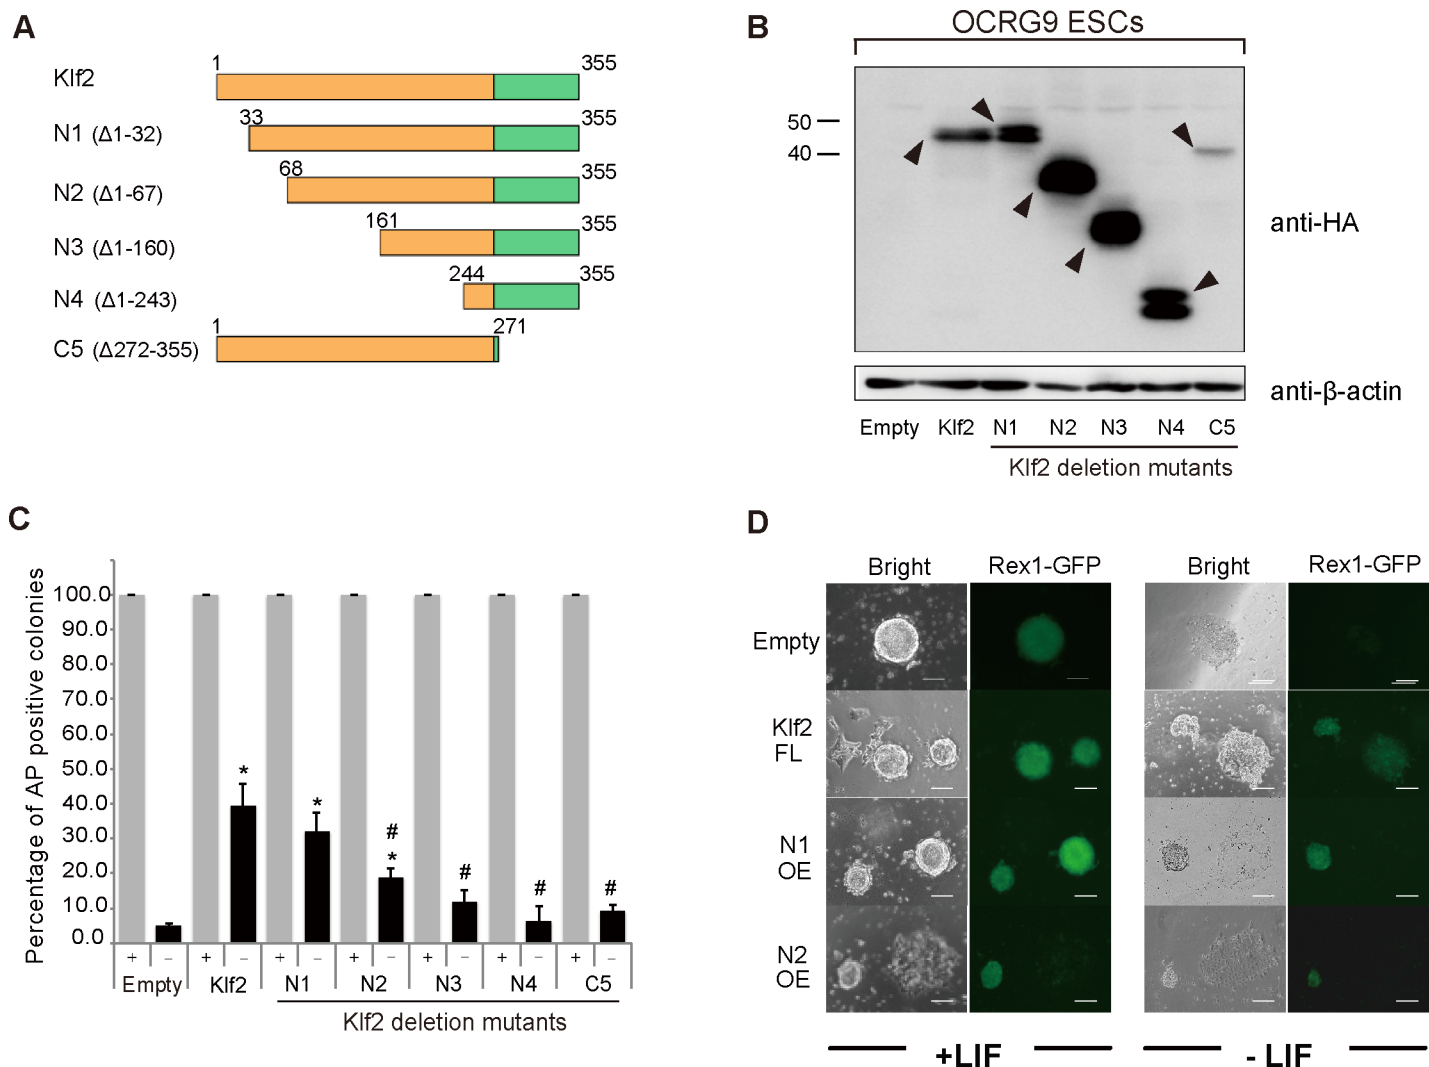 A
Klf2
1
355
N1 (Δ1-32)
33
355
N2 (Δ1-67)
68
355
N3 (Δ1-160)
161
355
N4 (Δ1-243)
244
355
C5 (Δ272-355)
1
271
B
OCRG9 ESCs
50
40
anti-HA
anti-β-actin
Empty Klf2 N1 N2 N3 N4 C5
Klf2 deletion mutants
C
Percentage of AP positive colonies
100.0
90.0
80.0
70.0
60.0
50.0
40.0
30.0
20.0
10.0
0.0
*
*
#
*
#
#
#
+ – + – + – + – + – + – + –
Empty Klf2 N1 N2 N3 N4 C5
Klf2 deletion mutants
D
Bright Rex1-GFP Bright Rex1-GFP
Empty
Klf2
FL
N1
OE
N2
OE
+LIF - LIF